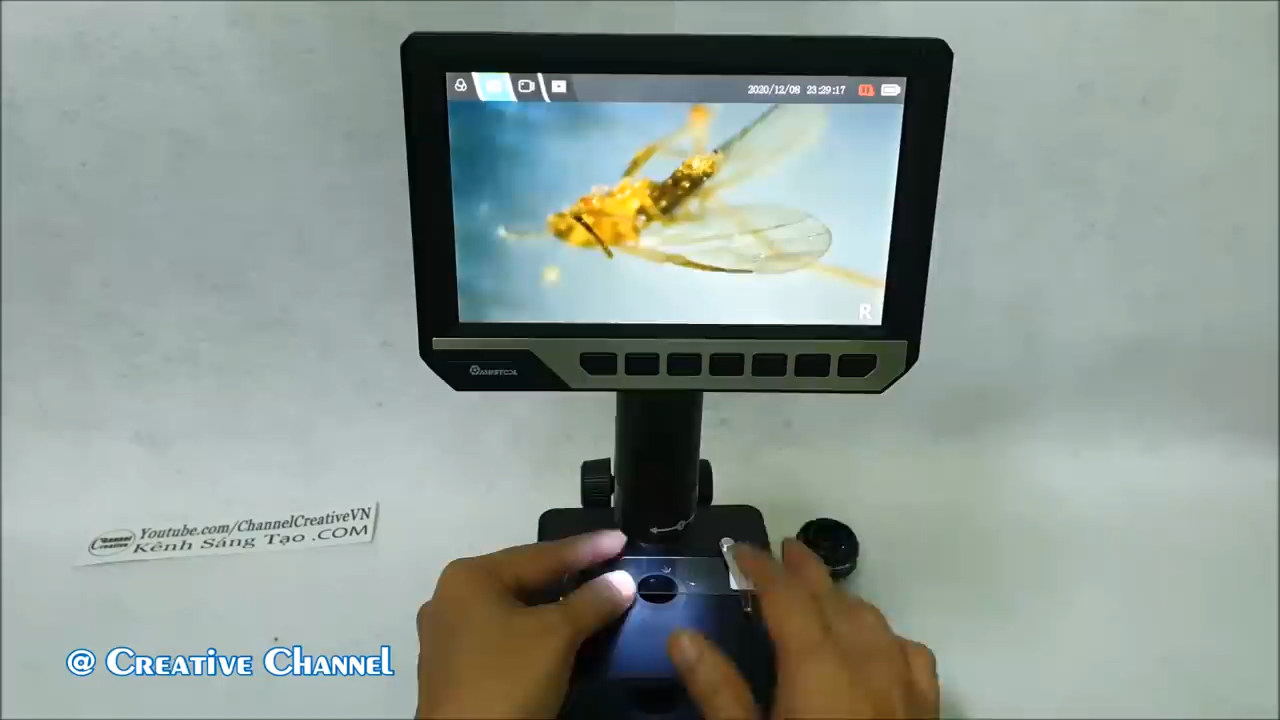 2020/12/08 23:29:17
R
Youtube.com/ChannelCreativeVN
Kênh Sáng Tạo .COM
@ Creative Channel